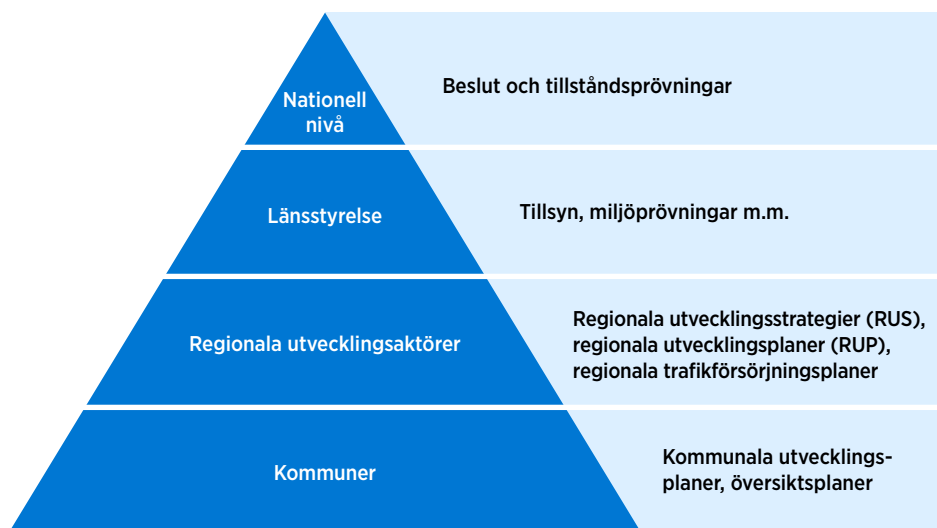 Nationell
nivå
Beslut och tillståndsprövningar
Länsstyrelse
Tillsyn, miljöprövningar m.m.
Regionala utvecklingsaktörer
Regionala utvecklingsstrategier (RUS),
regionala utvecklingsplaner (RUP),
regionala trafikförsörjningsplaner
Kommuner
Kommunala utvecklings-
planer, översiktsplaner